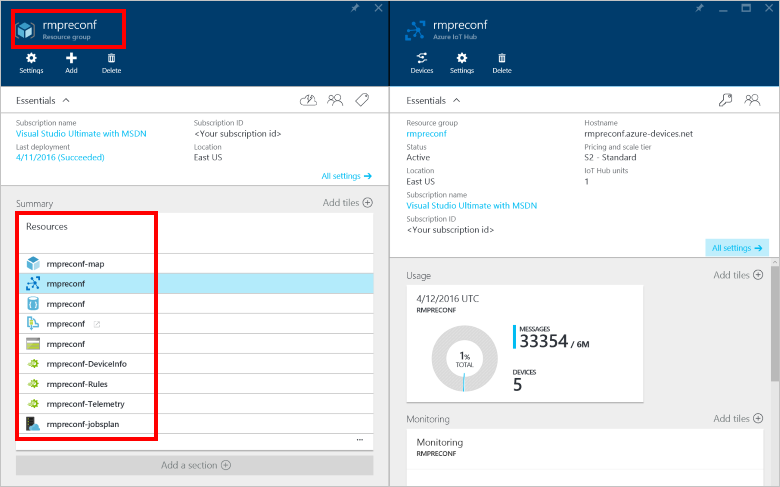 rmpreconf
Resource group
Settings
Add
Delete
Essentials
Subscription name
Visual Studio Ultimate with MSDN
Last deployment
4/11/2016 (Succeeded)
Subscription ID
<Your subscription id>
Location
East US
All settings
Summary
Add tiles
Resources
rmpreconf-map
rmpreconf
rmpreconf
rmpreconf
rmpreconf
rmpreconf-DeviceInfo
rmpreconf-Rules
rmpreconf-Telemetry
rmpreconf-jobsplan
...
Add a section
rmpreconf
Azure IoT Hub
Devices
Settings
Delete
Essentials
Resource group
rmpreconf
Status
Active
Location
East US
Subscription name
Visual Studio Ultimate with MSDN
Subscription ID
<Your subscription id>
Hostname
rmpreconf.azure-devices.net
Pricing and scale tier
S2 - Standard
IoT Hub units
1
All settings
Usage
Add tiles
4/12/2016 UTC
RMPRECONF
1%
TOTAL
MESSAGES
33354 / 6M
DEVICES
5
Monitoring
Add tiles
Monitoring
RMPRECONF